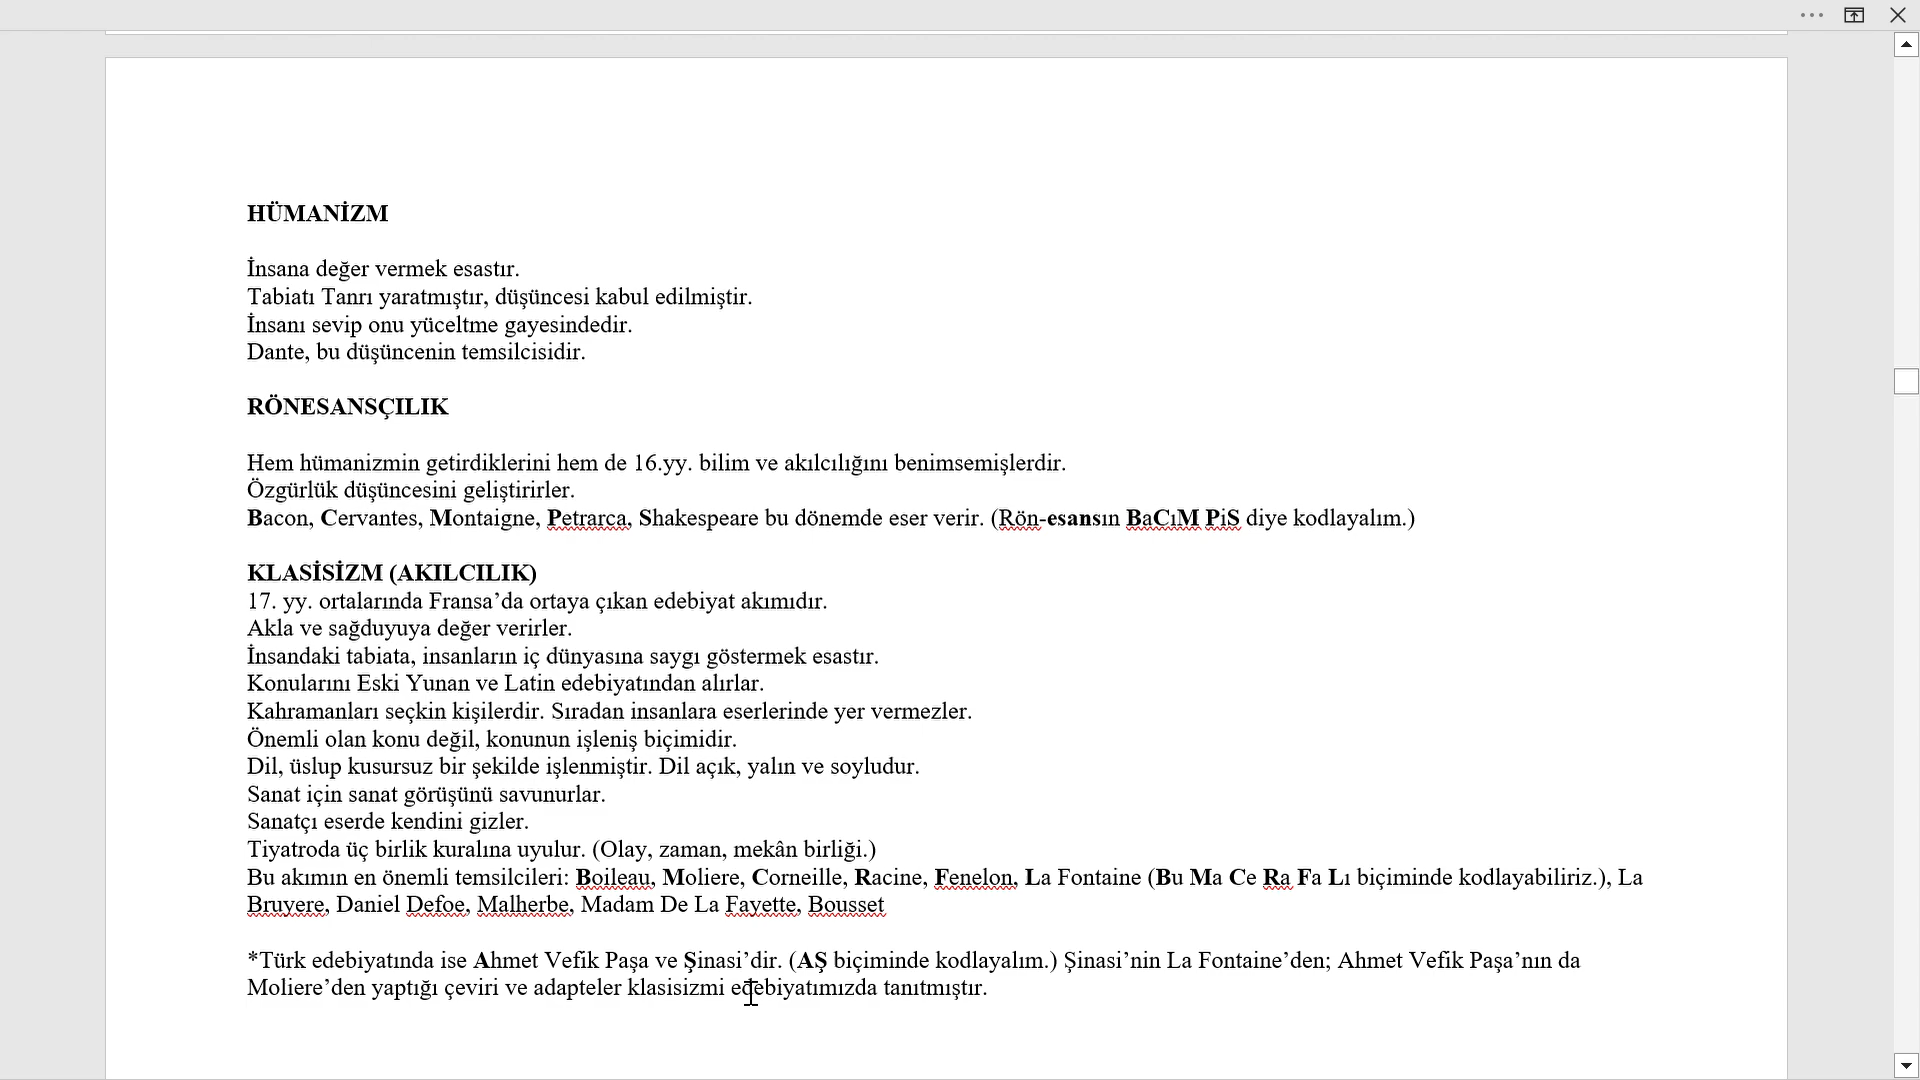 HÜMANİZM
İnsana değer vermek esastır.
Tabiatı Tanrı yaratmıştır, düşüncesi kabul edilmiştir.
İnsanı sevip onu yüceltme gayesindedir.
Dante, bu düşüncenin temsilcisidir.
RÖNESANSÇILIK
Hem hümanizmin getirdiklerini hem de 16.yy. bilim ve akılcılığını benimsemişlerdir.
Özgürlük düşüncesini geliştirirler.
Bacon, Cervantes, Montaigne, Petrarca, Shakespeare bu dönemde eser verir. (Rön-esansın BaCıM PiS diye kodlayalım.)
KLASİSİZM (AKILCILIK)
17. yy. ortalarında Fransa’da ortaya çıkan edebiyat akımıdır.
Akla ve sağduyuya değer verirler.
İnsandaki tabiata, insanların iç dünyasına saygı göstermek esastır.
Konularını Eski Yunan ve Latin edebiyatından alırlar.
Kahramanları seçkin kişilerdir. Sıradan insanlara eserlerinde yer vermezler.
Önemli olan konu değil, konunun işleniş biçimidir.
Dil, üslup kusursuz bir şekilde işlenmiştir. Dil açık, yalın ve soyludur.
Sanat için sanat görüşünü savunurlar.
Sanatçı eserde kendini gizler.
Tiyatroda üç birlik kuralına uyulur. (Olay, zaman, mekân birliği.)
Bu akımın en önemli temsilcileri: Boileau, Moliere, Corneille, Racine, Fenelon, La Fontaine (Bu Ma Ce Ra Fa Lı biçiminde kodlayabiliriz.), La
Bruyere, Daniel Defoe, Malherbe, Madam De La Fayette, Bousset
*Türk edebiyatında ise Ahmet Vefik Paşa ve Şinasi’dir. (AŞ biçiminde kodlayalım.) Şinasi’nin La Fontaine’den; Ahmet Vefik Paşa’nın da
Moliere’den yaptığı çeviri ve adapteler klasisizmi edebiyatımızda tanıtmıştır.